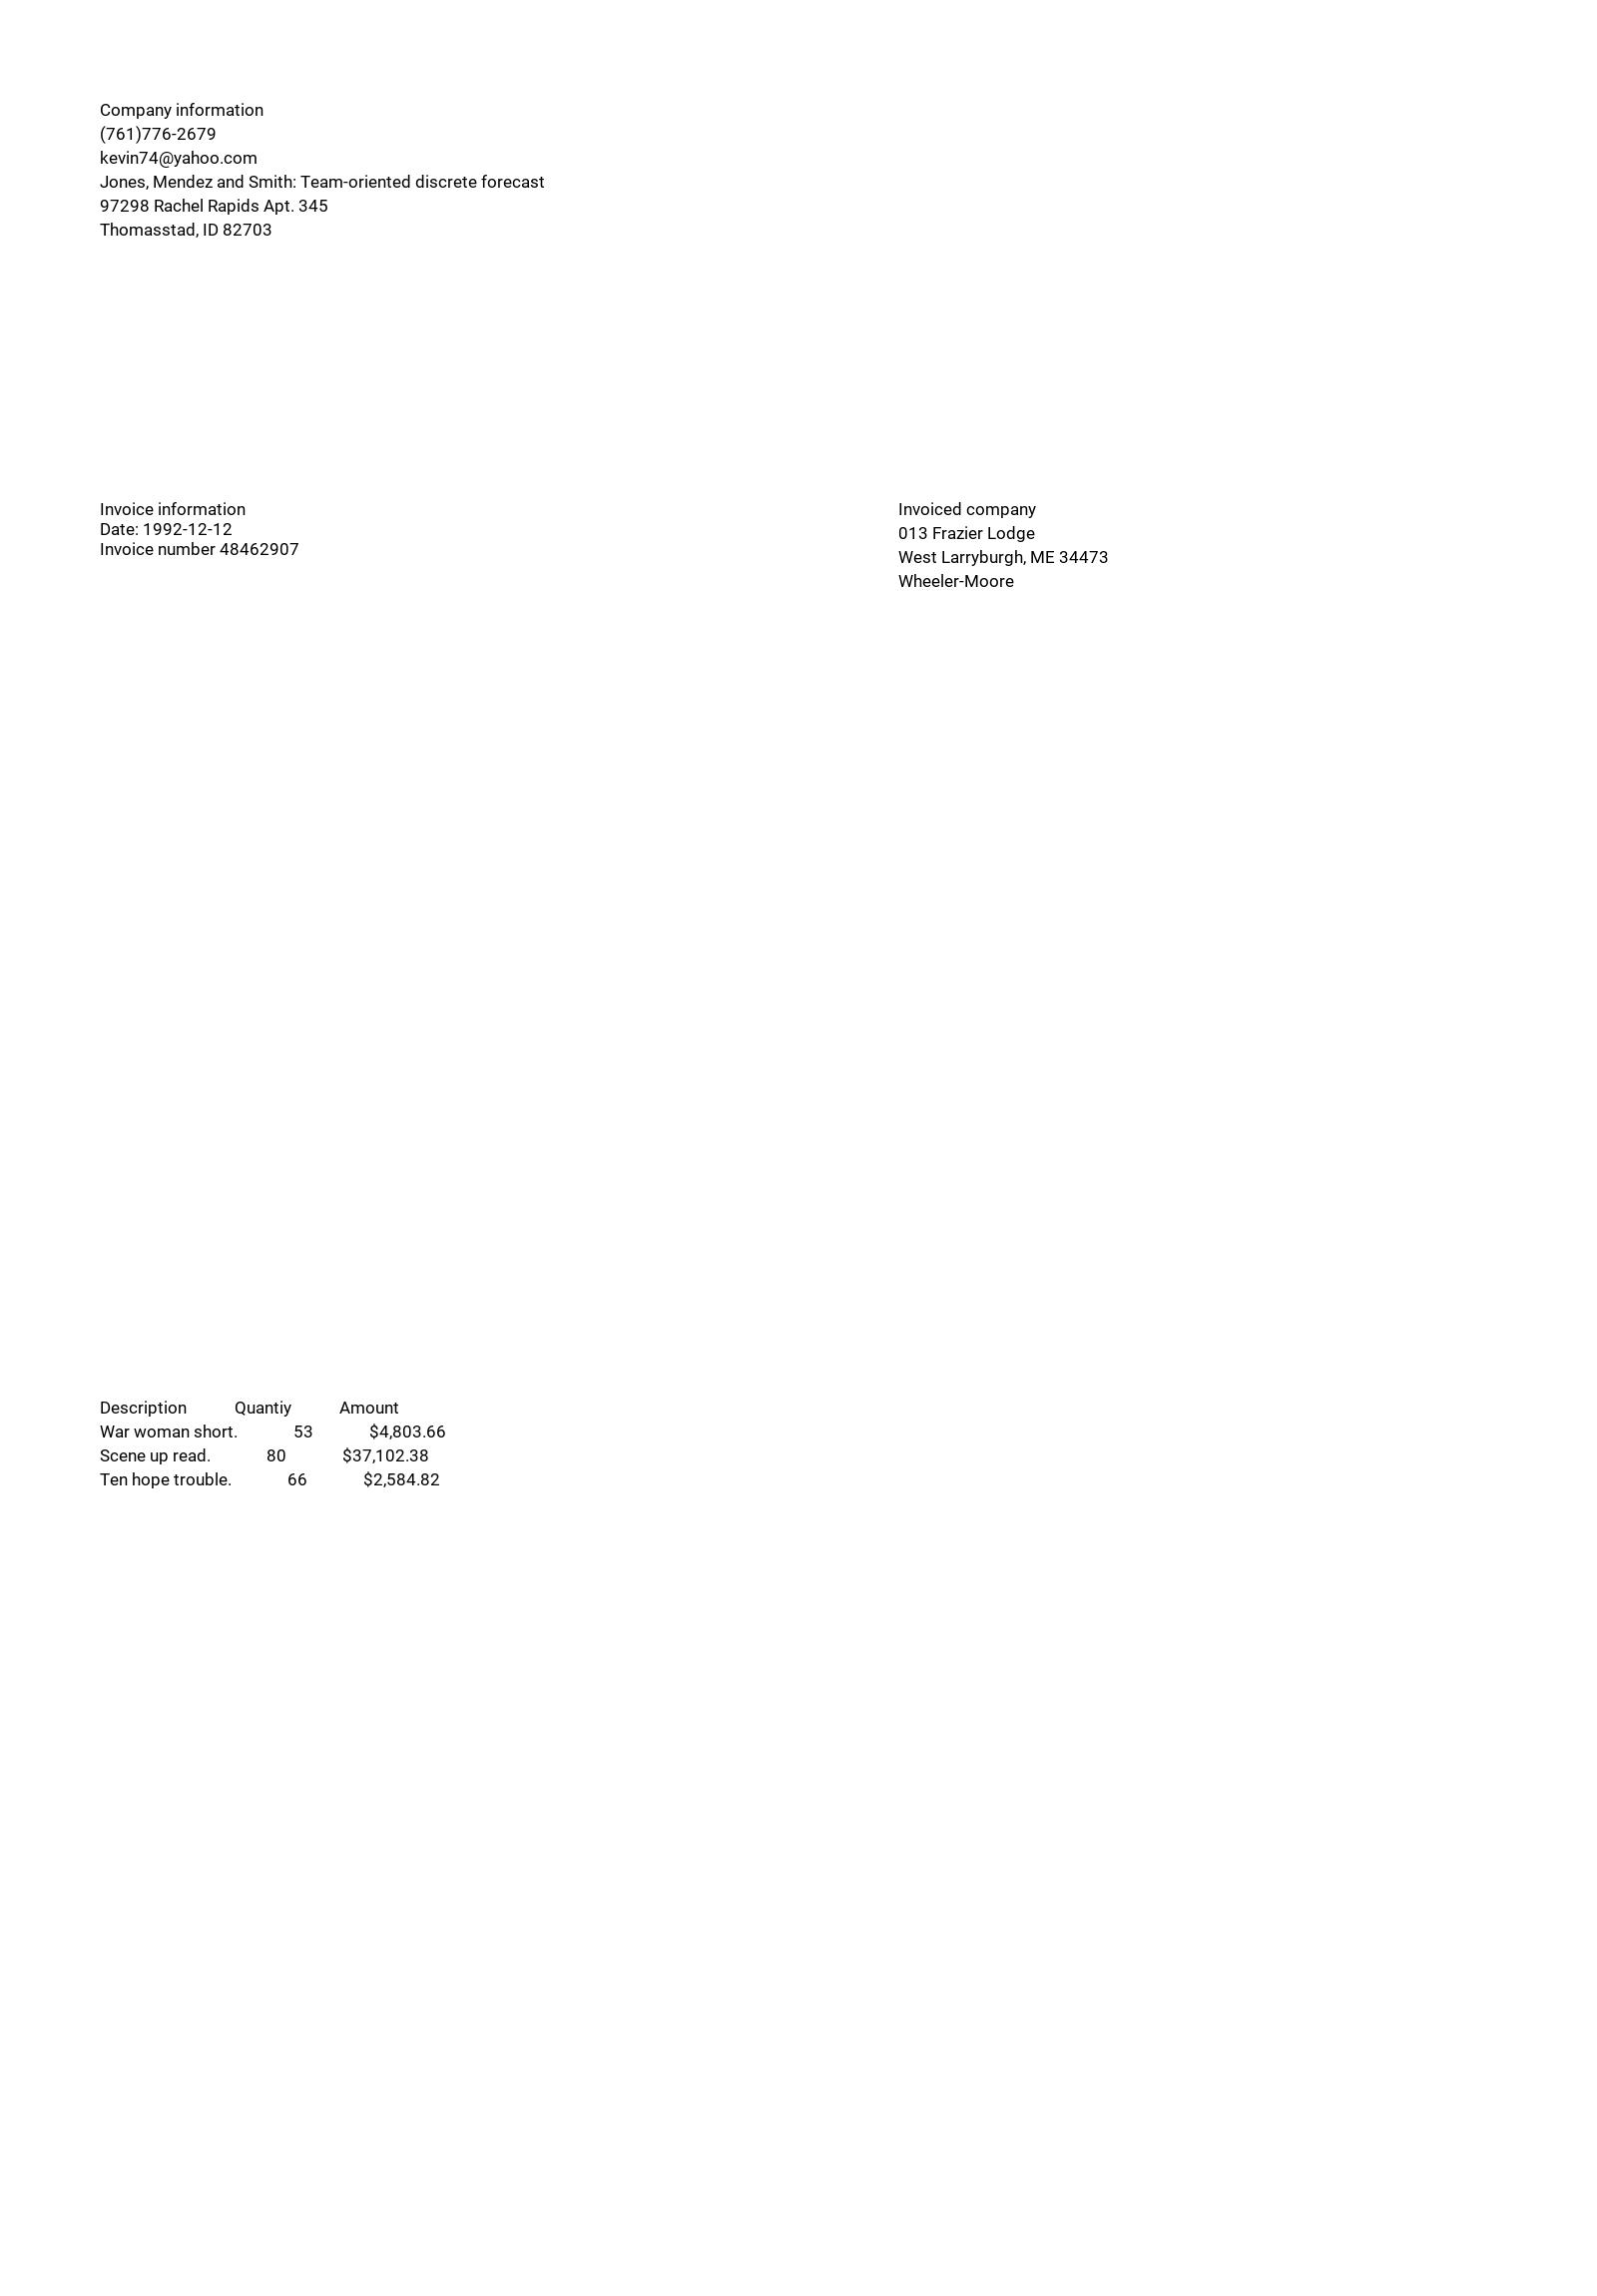 Company information
(761)776-2679
kevin74@yahoo.com
Jones, Mendez and Smith: Team-oriented discrete forecast
97298 Rachel Rapids Apt. 345
Thomasstad, ID 82703
Invoice information
Date: 1992-12-12
Invoice number 48462907
Invoiced company
013 Frazier Lodge
West Larryburgh, ME 34473
Wheeler-Moore
Description Quantiy Amount
War woman short. 53 $4,803.66
Scene up read. 80 $37,102.38
Ten hope trouble. 66 $2,584.82